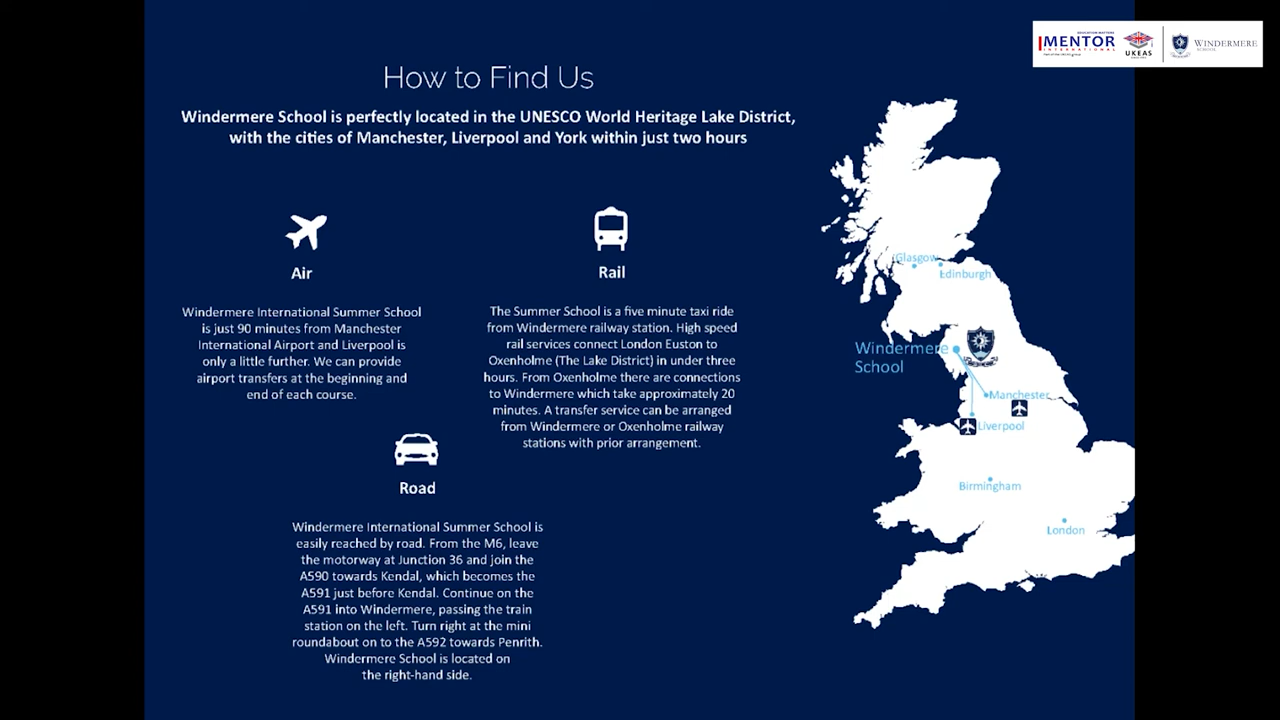 MENTOR
INTERNATIONAL
UKEAS
WINDERMERE
SCHOOL
How to Find Us
Windermere School is perfectly located in the UNESCO World Heritage Lake District,
with the cities of Manchester, Liverpool and York within just two hours
Air
Windermere International Summer School
is just 90 minutes from Manchester
International Airport and Liverpool is
only a little further. We can provide
airport transfers at the beginning and
end of each course.
Rail
The Summer School is a five minute taxi ride
from Windermere railway station. High speed
rail services connect London Euston to
Oxenholme (The Lake District) in under three
hours. From Oxenholme there are connections
to Windermere which take approximately 20
minutes. A transfer service can be arranged
from Windermere or Oxenholme railway
stations with prior arrangement.
Road
Windermere International Summer School is
easily reached by road. From the M6, leave
the motorway at Junction 36 and join the
A590 towards Kendal, which becomes the
A591 just before Kendal. Continue on the
A591 into Windermere, passing the train
station on the left. Turn right at the mini
roundabout on to the A592 towards Penrith.
Windermere School is located on
the right-hand side.
Glasgow
Edinburgh
Windermere
School
Manchester
Liverpool
Birmingham
London